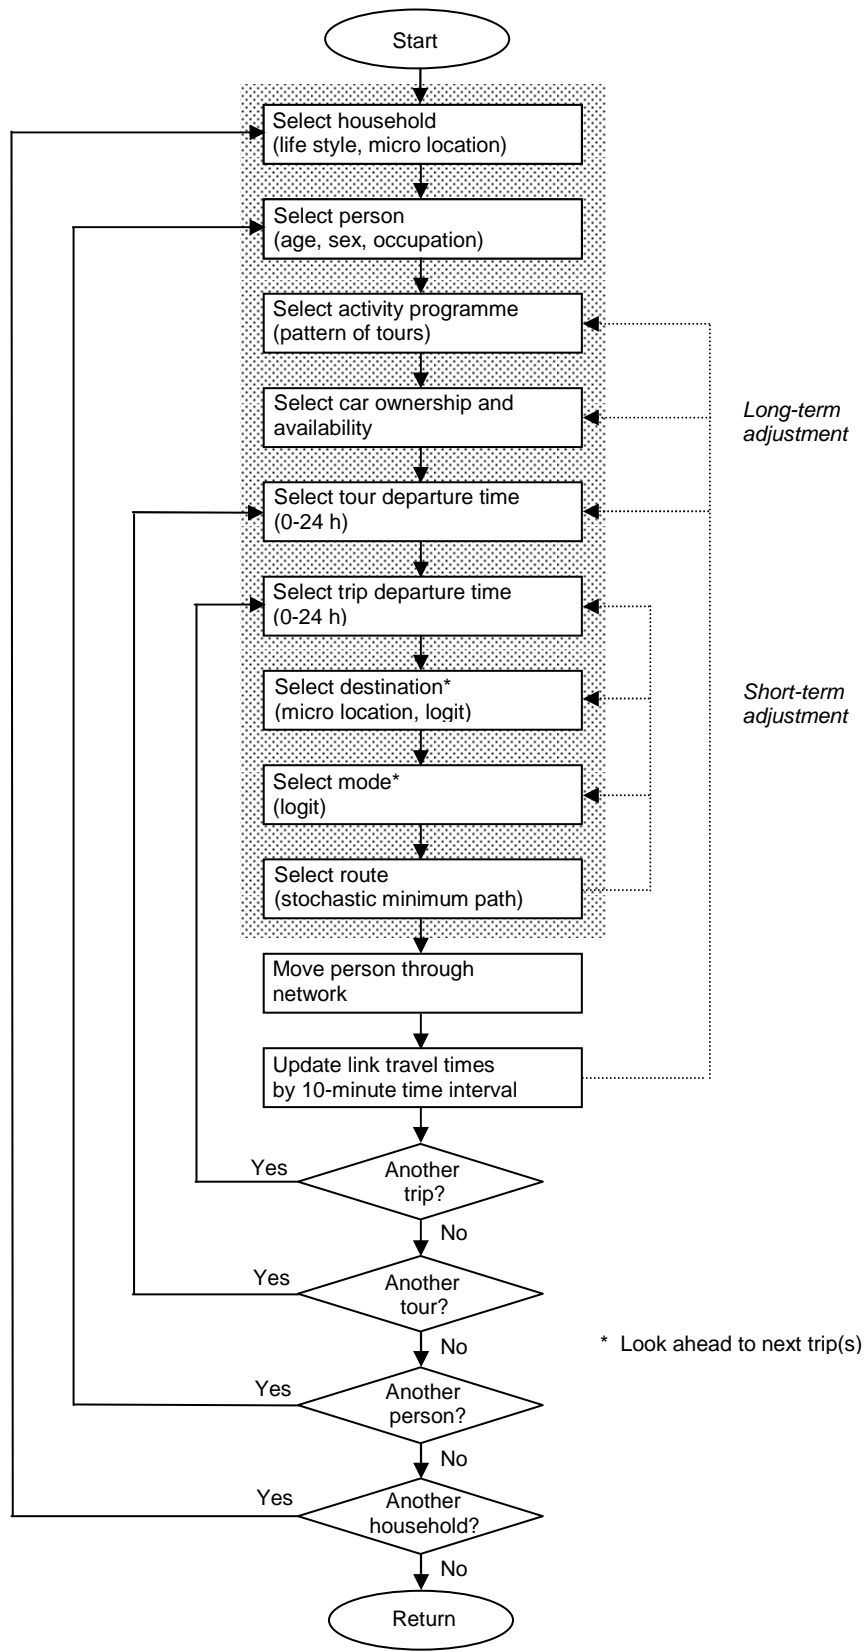 Start
Select household
(life style, micro location)
Select person
(age, sex, occupation)
Select activity programme
(pattern of tours)
Select car ownership and
availability
Long-term
adjustment
Select tour departure time
(0-24 h)
Select trip departure time
(0-24 h)
Select destination*
(micro location, logit)
Short-term
adjustment
Select mode*
(logit)
Select route
(stochastic minimum path)
Move person through
network
Update link travel times
by 10-minute time interval
Yes
Another
trip?
No
Yes
Another
tour?
No
* Look ahead to next trip(s)
Yes
Another
person?
No
Yes
Another
household?
No
Return